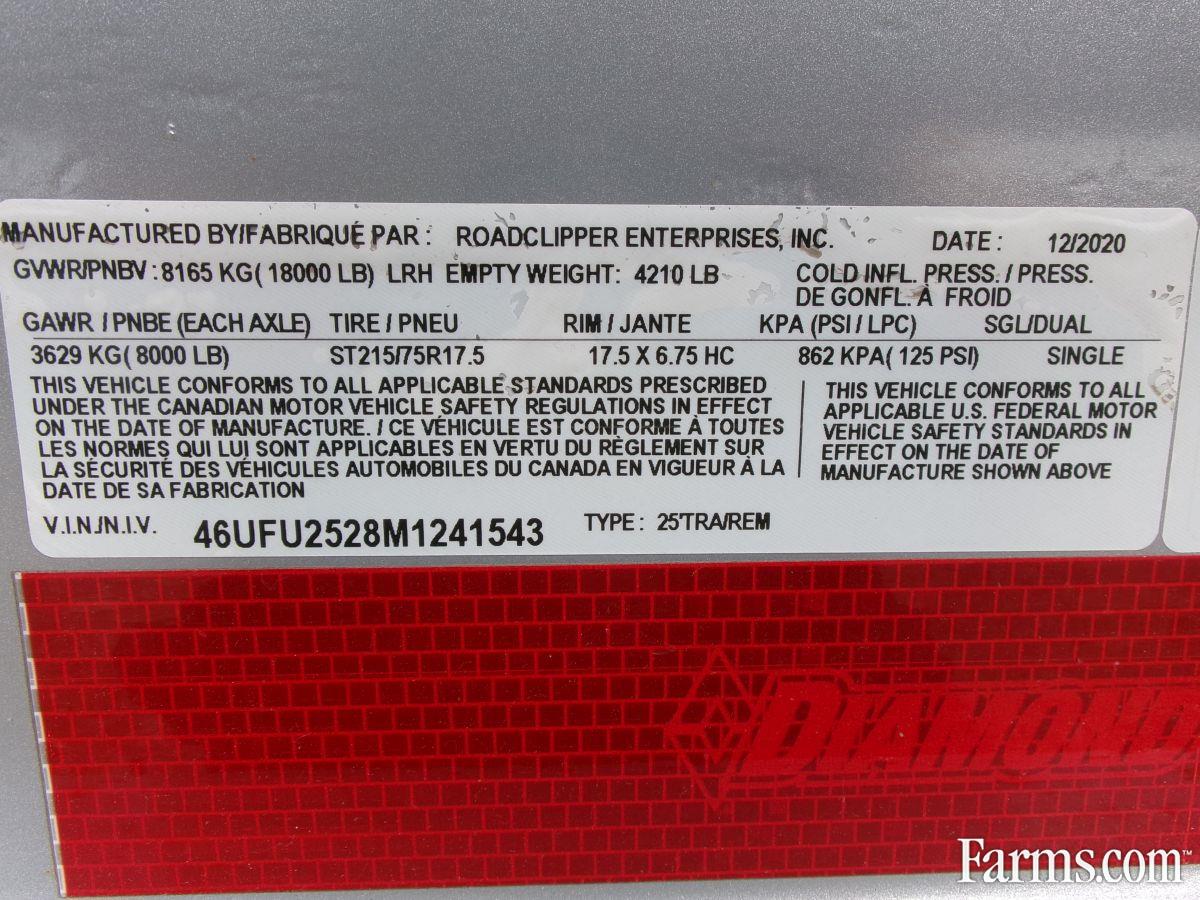 MANUFACTURED BY/FABRIQUÉ PAR : ROADCLIPPER ENTERPRISES, INC. DATE : 12/2020
GVWR/PNBV : 8165 KG( 18000 LB) LRH EMPTY WEIGHT: 4210 LB COLD INFL. PRESS. / PRESS.
DE GONFL. À FROID
GAWR / PNBE (EACH AXLE) TIRE / PNEU RIM / JANTE KPA (PSI / LPC) SGL/DUAL
3629 KG( 8000 LB) ST215/75R17.5 17.5 X 6.75 HC 862 KPA( 125 PSI) SINGLE
THIS VEHICLE CONFORMS TO ALL APPLICABLE STANDARDS PRESCRIBED
UNDER THE CANADIAN MOTOR VEHICLE SAFETY REGULATIONS IN EFFECT
ON THE DATE OF MANUFACTURE. / CE VÉHICULE EST CONFORME À TOUTES
LES NORMES QUI LUI SONT APPLICABLES EN VERTU DU RÈGLEMENT SUR
LA SÉCURITÉ DES VÉHICULES AUTOMOBILES DU CANADA EN VIGUEUR À LA
DATE DE SA FABRICATION
THIS VEHICLE CONFORMS TO ALL
APPLICABLE U.S. FEDERAL MOTOR
VEHICLE SAFETY STANDARDS IN
EFFECT ON THE DATE OF
MANUFACTURE SHOWN ABOVE
V.I.N./N.I.V. 46UFU2528M1241543 TYPE : 25'TRA/REM
DIAMOND
Farms.com™